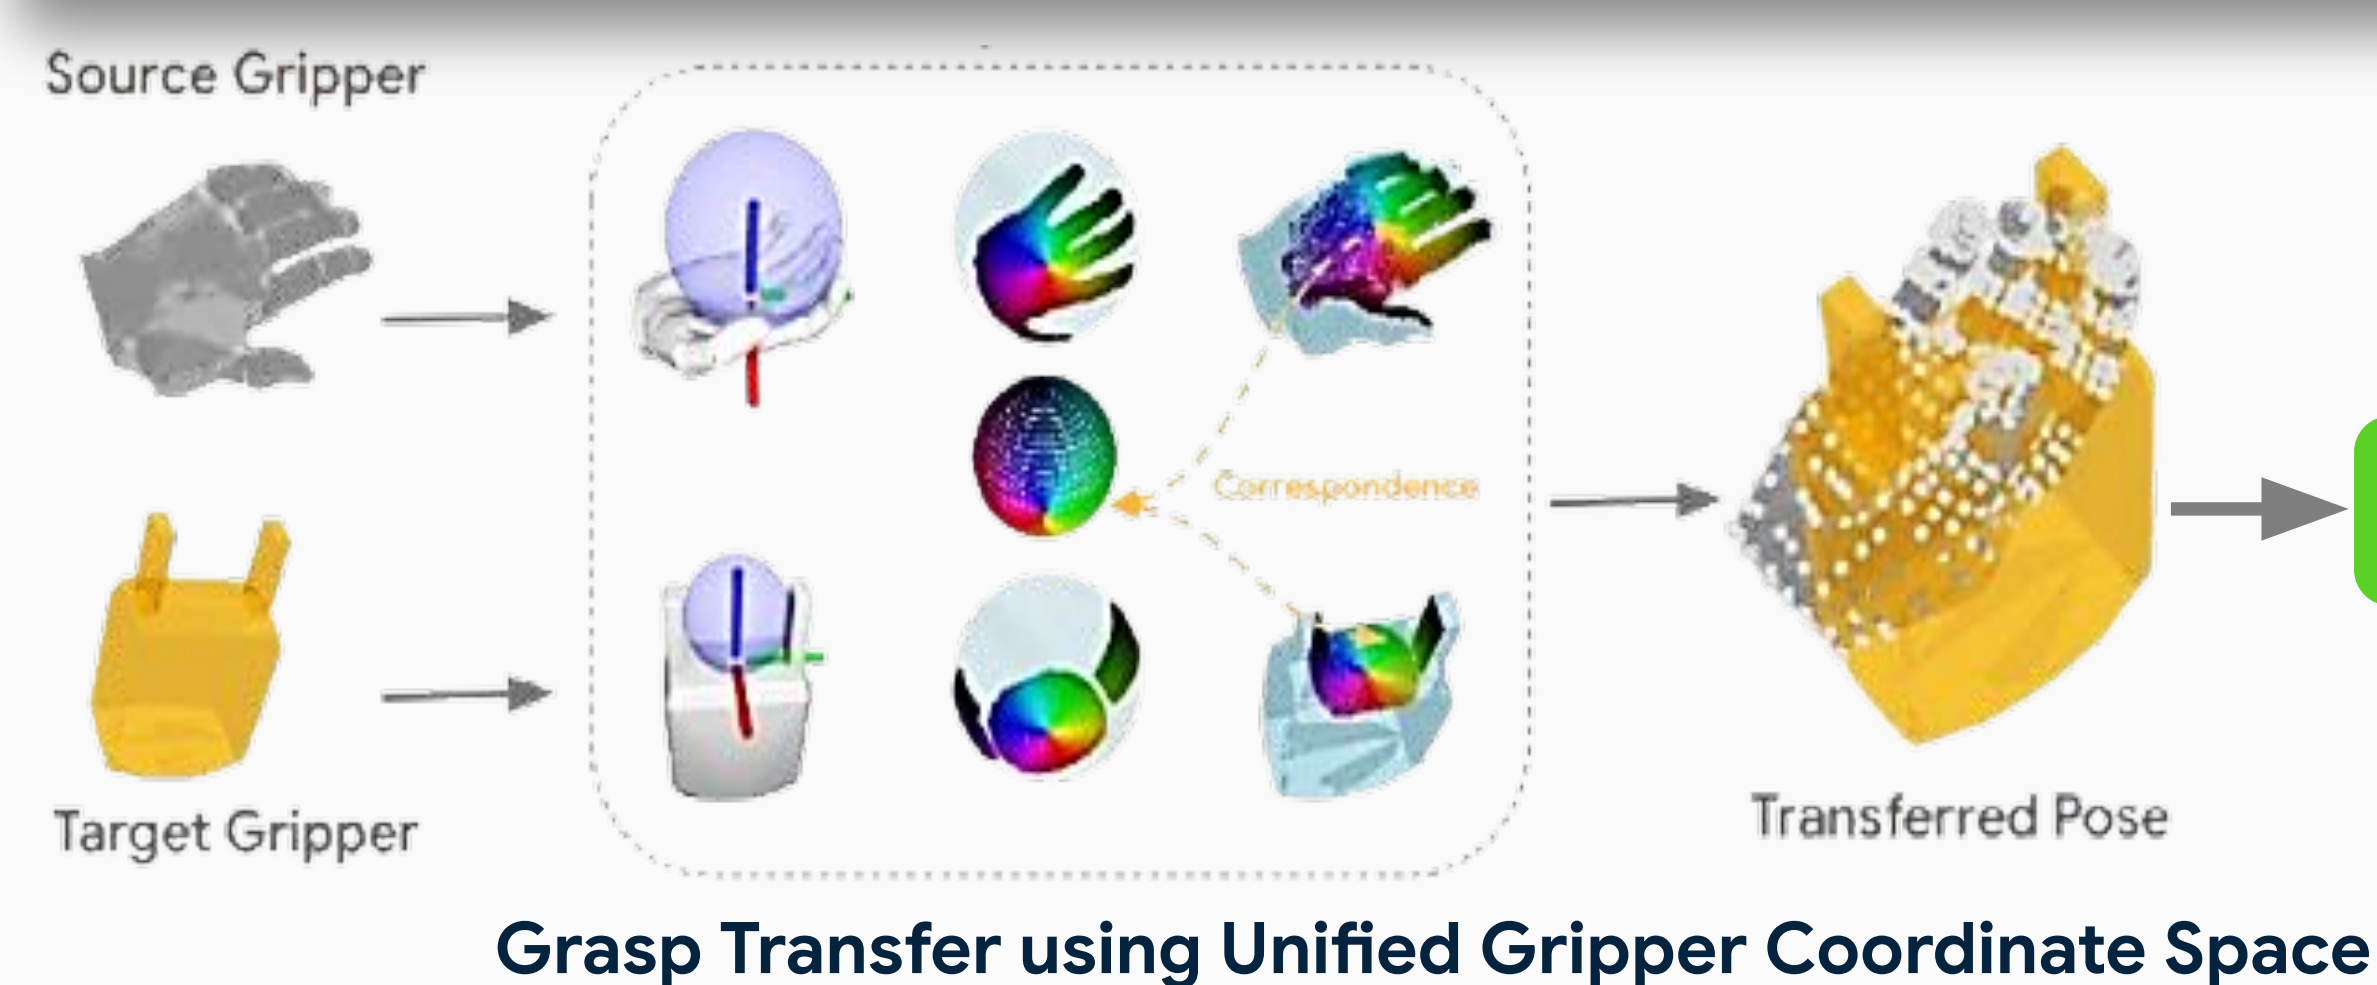 Source Gripper
Correspondence
Target Gripper
Transferred Pose
Grasp Transfer using Unified Gripper Coordinate Space